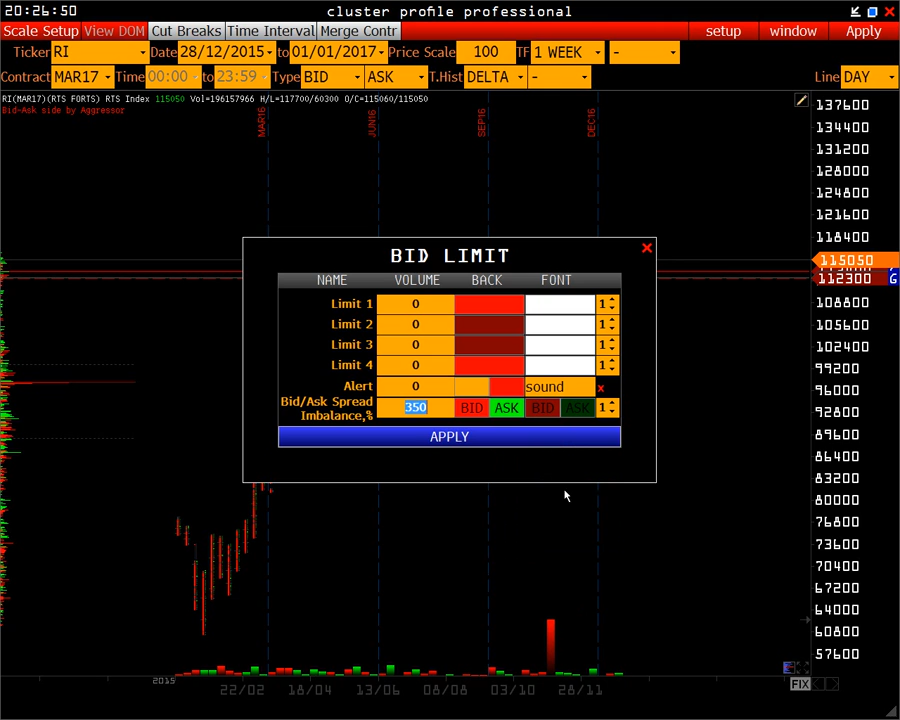 20:26:50 cluster profile professional
Scale Setup View DOM Cut Breaks Time Interval Merge Contr setup window Apply
Ticker RI Date 28/12/2015 to 01/01/2017 Price Scale 100 TF 1 WEEK -
Contract MAR17 Time 00:00 to 23:59 Type BID ASK T.Hist DELTA - Line DAY
RI(MAR17)(RTS FORTS) RTS Index 115050 Vol=196157966 H/L=117700/60300 O/C=115060/115050
Bid-Ask side by Aggressor
MAR16 JUN16 SEP16 DEC16
137600
134400
131200
128000
124800
121600
118400
115050
112300 G
108800
105600
102400
99200
96000
92800
89600
86400
83200
80000
76800
73600
70400
67200
64000
60800
57600
BID LIMIT
NAME VOLUME BACK FONT
Limit 1 0 1
Limit 2 0 1
Limit 3 0 1
Limit 4 0 1
Alert 0 sound x
Bid/Ask Spread
Imbalance,% 350 BID ASK BID ASK 1
APPLY
2015
22/02 18/04 13/06 08/08 03/10 28/11
FIX